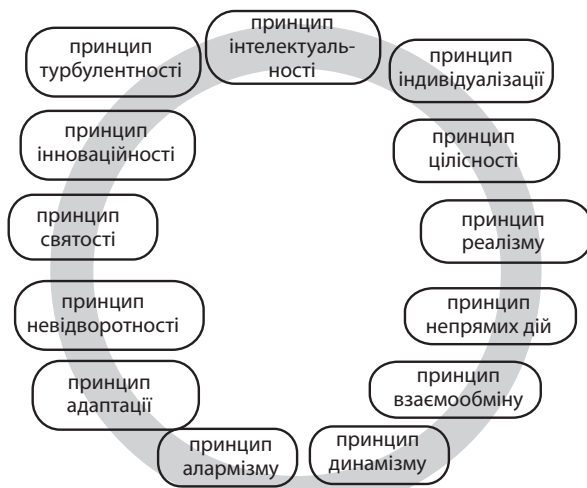 принцип
інтелектуаль-
ності
принцип
індивідуалізації
принцип
цілісності
принцип
реалізму
принцип
непрямих дій
принцип
взаємообміну
принцип
динамізму
принцип
алармізму
принцип
адаптації
принцип
невідворотності
принцип
святості
принцип
інноваційності
принцип
турбулентності